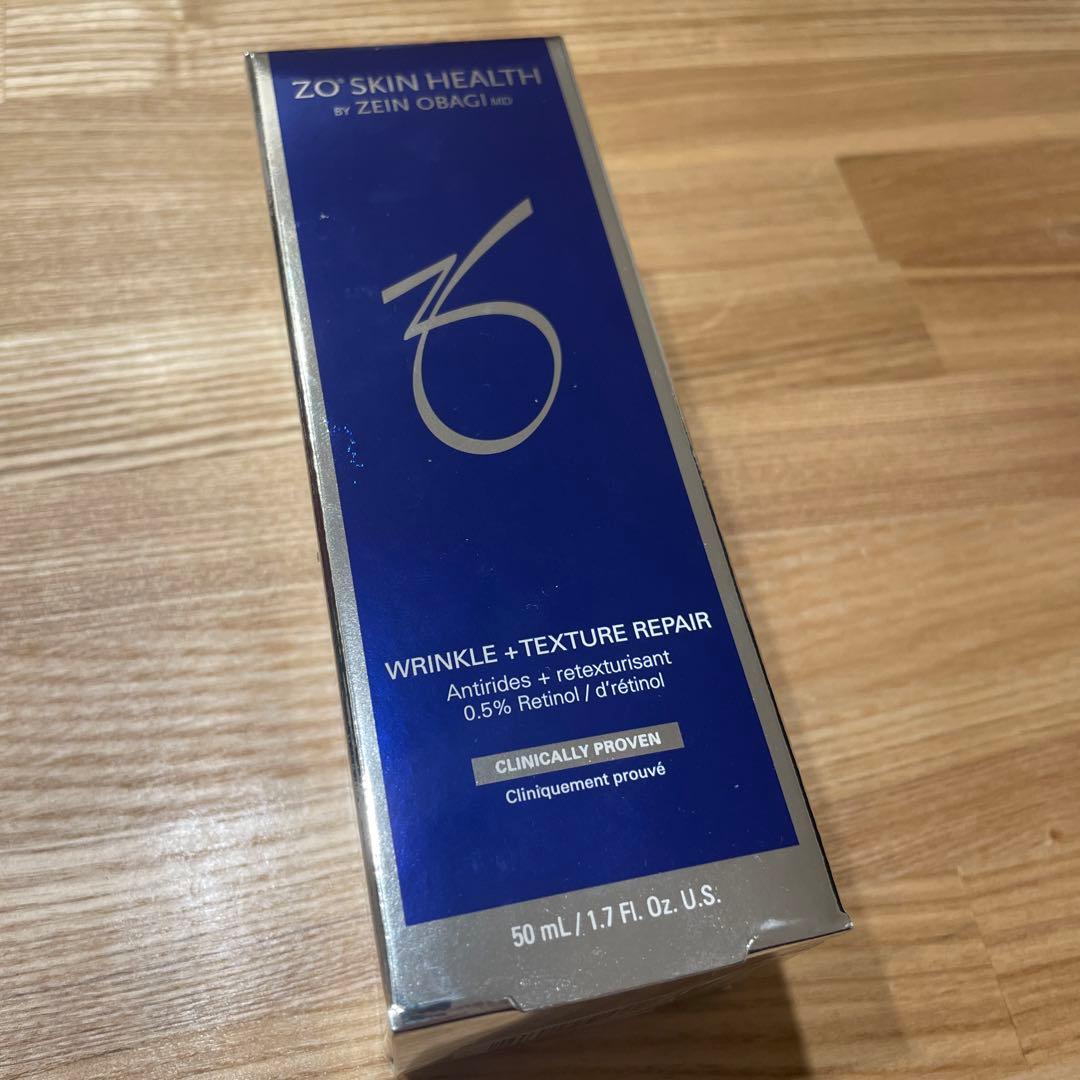 ZO® SKIN HEALTH
BY ZEIN OBAGI MD
WRINKLE + TEXTURE REPAIR
Antirides + retexturisant
0.5% Retinol / d'rétinol
CLINICALLY PROVEN
Cliniquement prouvé
50 mL / 1.7 Fl. Oz. U.S.